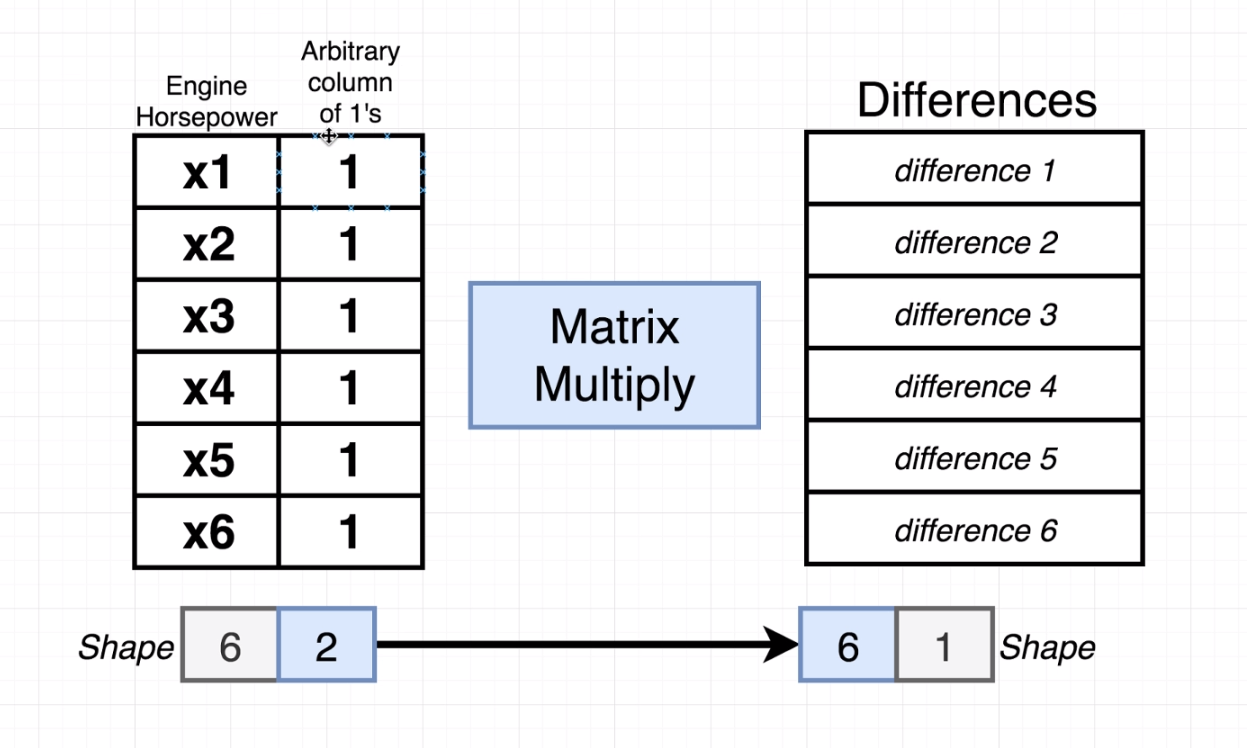 Engine
Horsepower
Arbitrary
column
of 1's
Differences
x1 1
x2 1
x3 1
x4 1
x5 1
x6 1
Matrix
Multiply
difference 1
difference 2
difference 3
difference 4
difference 5
difference 6
Shape 6 2
6 1 Shape